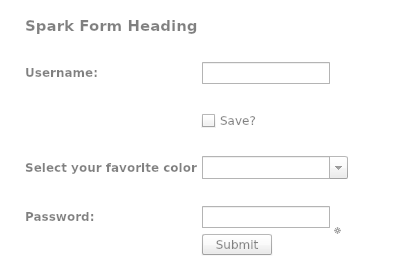 Spark Form Heading
Username:
Save?
Select your favorite color
Password:
*
Submit